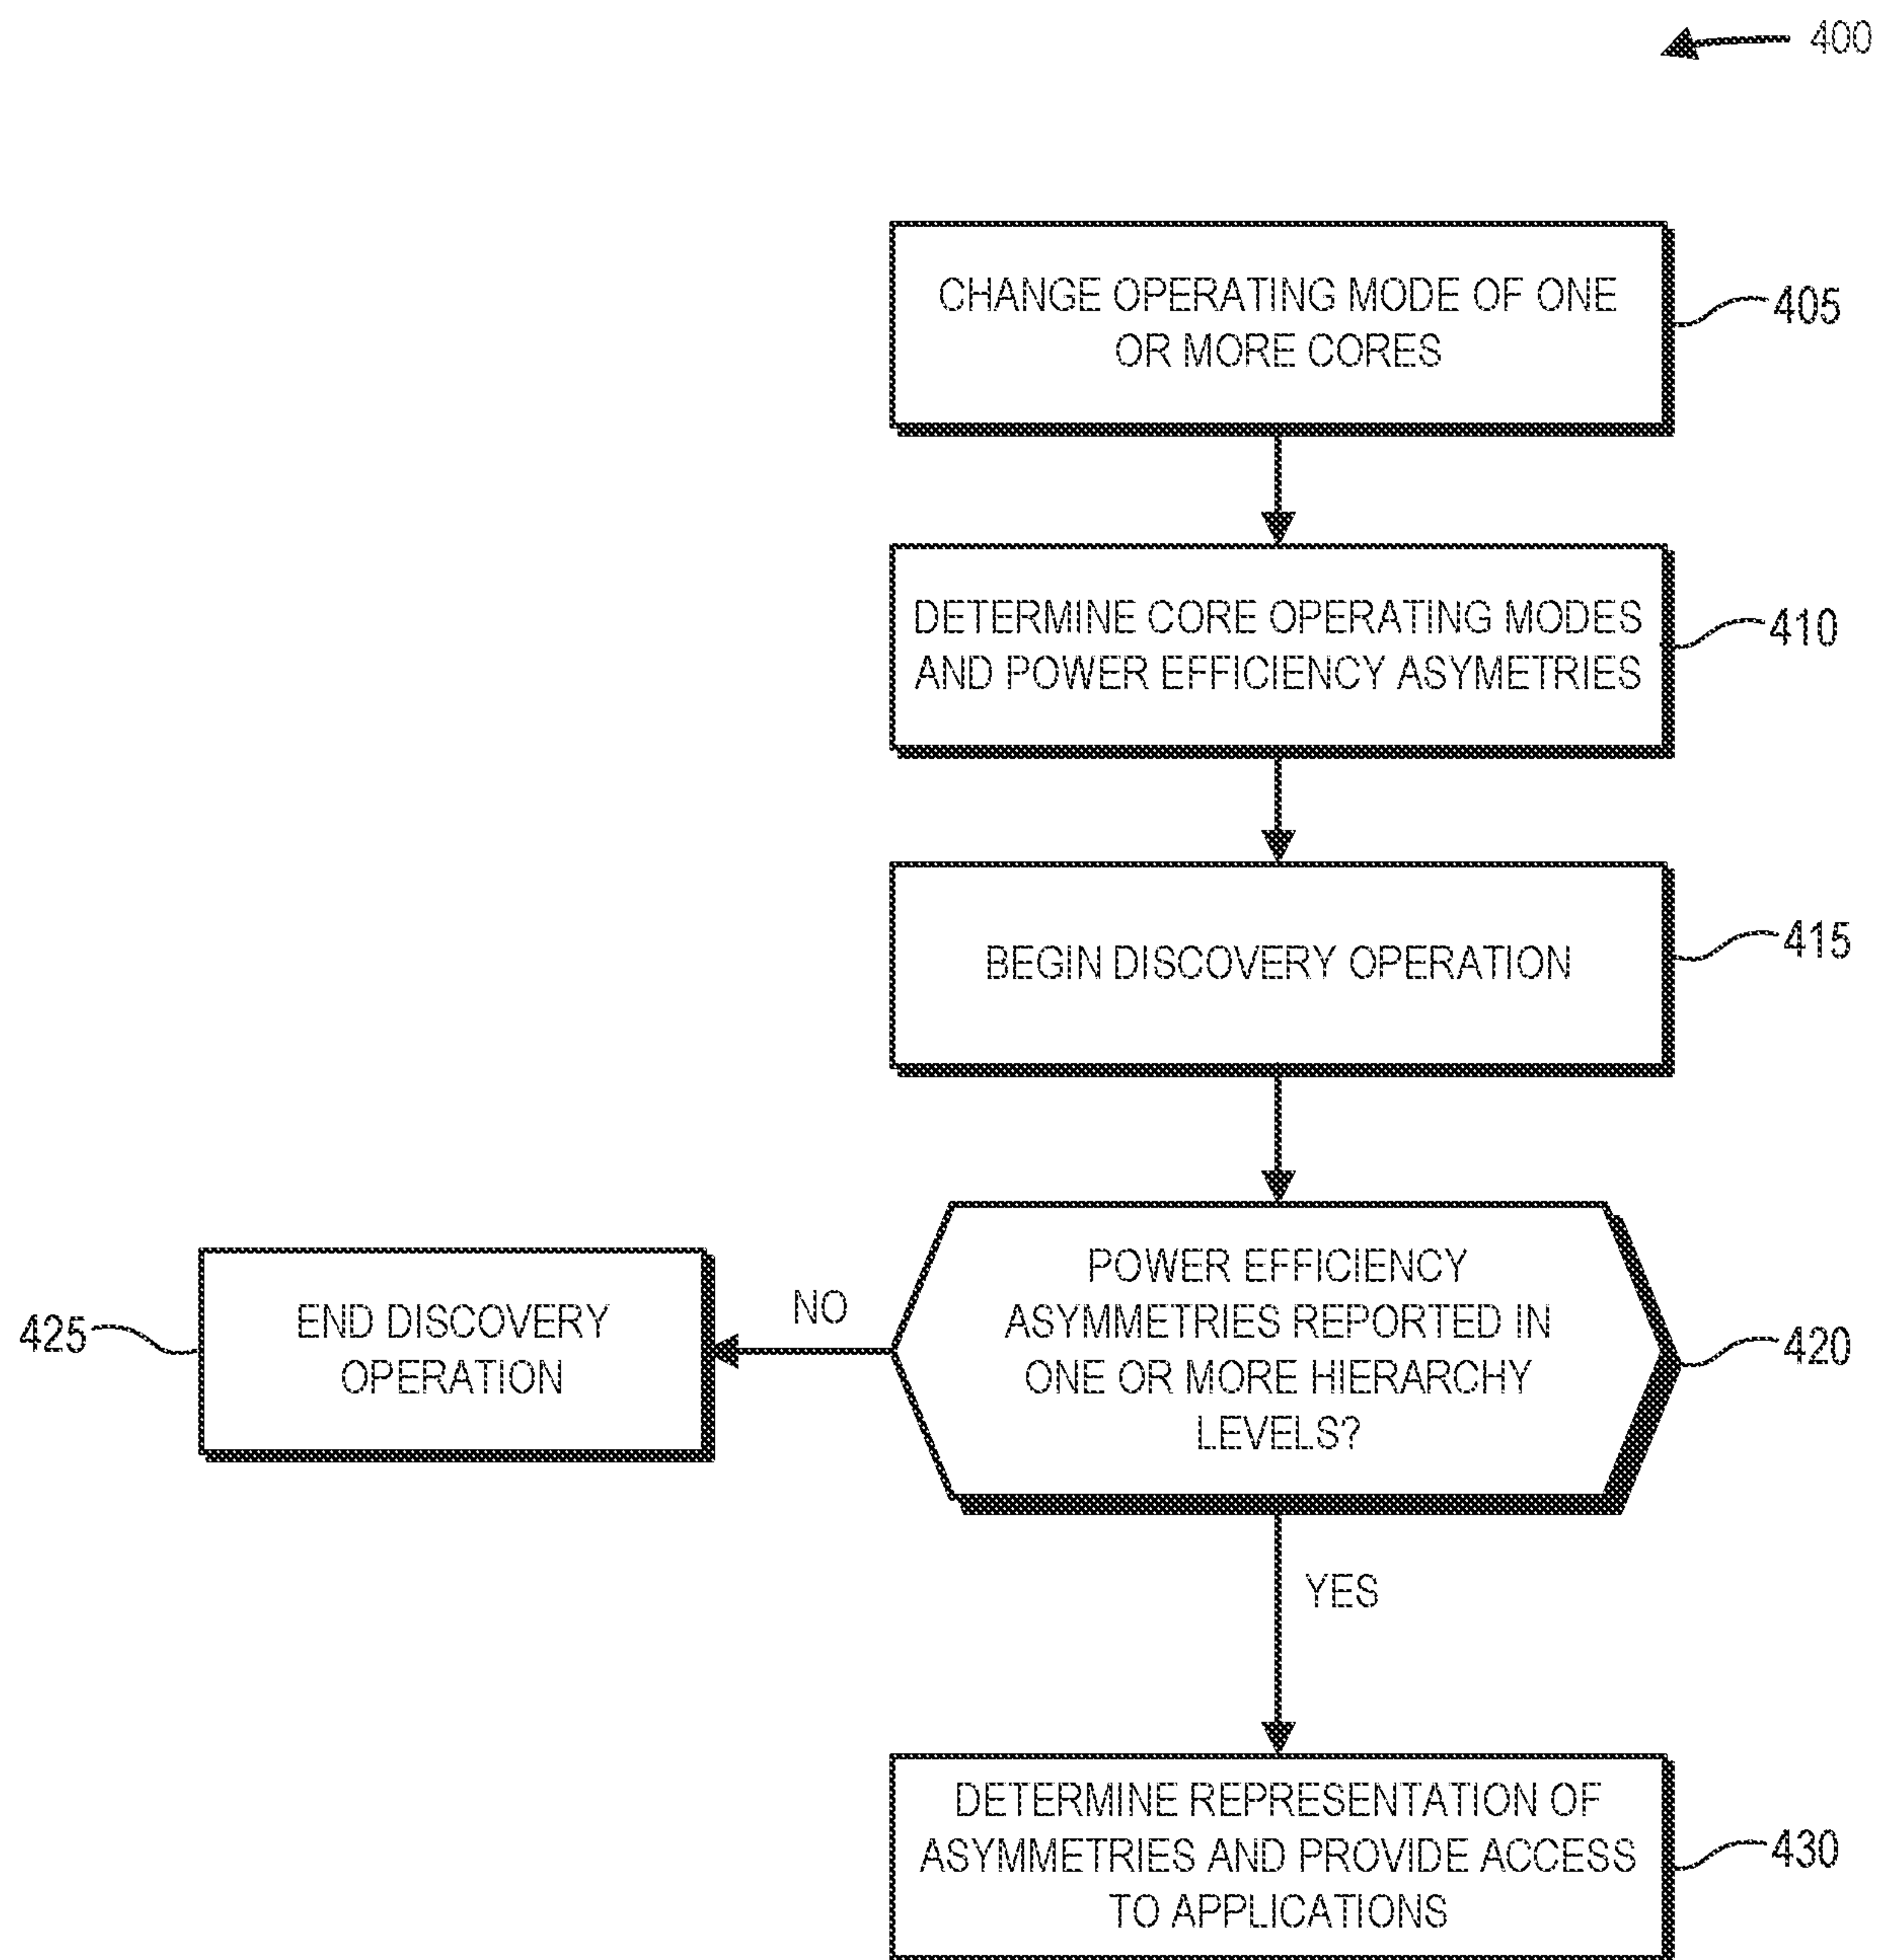 400
CHANGE OPERATING MODE OF ONE
OR MORE CORES
405
DETERMINE CORE OPERATING MODES
AND POWER EFFICIENCY ASYMETRIES
410
BEGIN DISCOVERY OPERATION
415
POWER EFFICIENCY
ASYMMETRIES REPORTED IN
ONE OR MORE HIERARCHY
LEVELS?
420
NO
END DISCOVERY
OPERATION
425
YES
DETERMINE REPRESENTATION OF
ASYMMETRIES AND PROVIDE ACCESS
TO APPLICATIONS
430